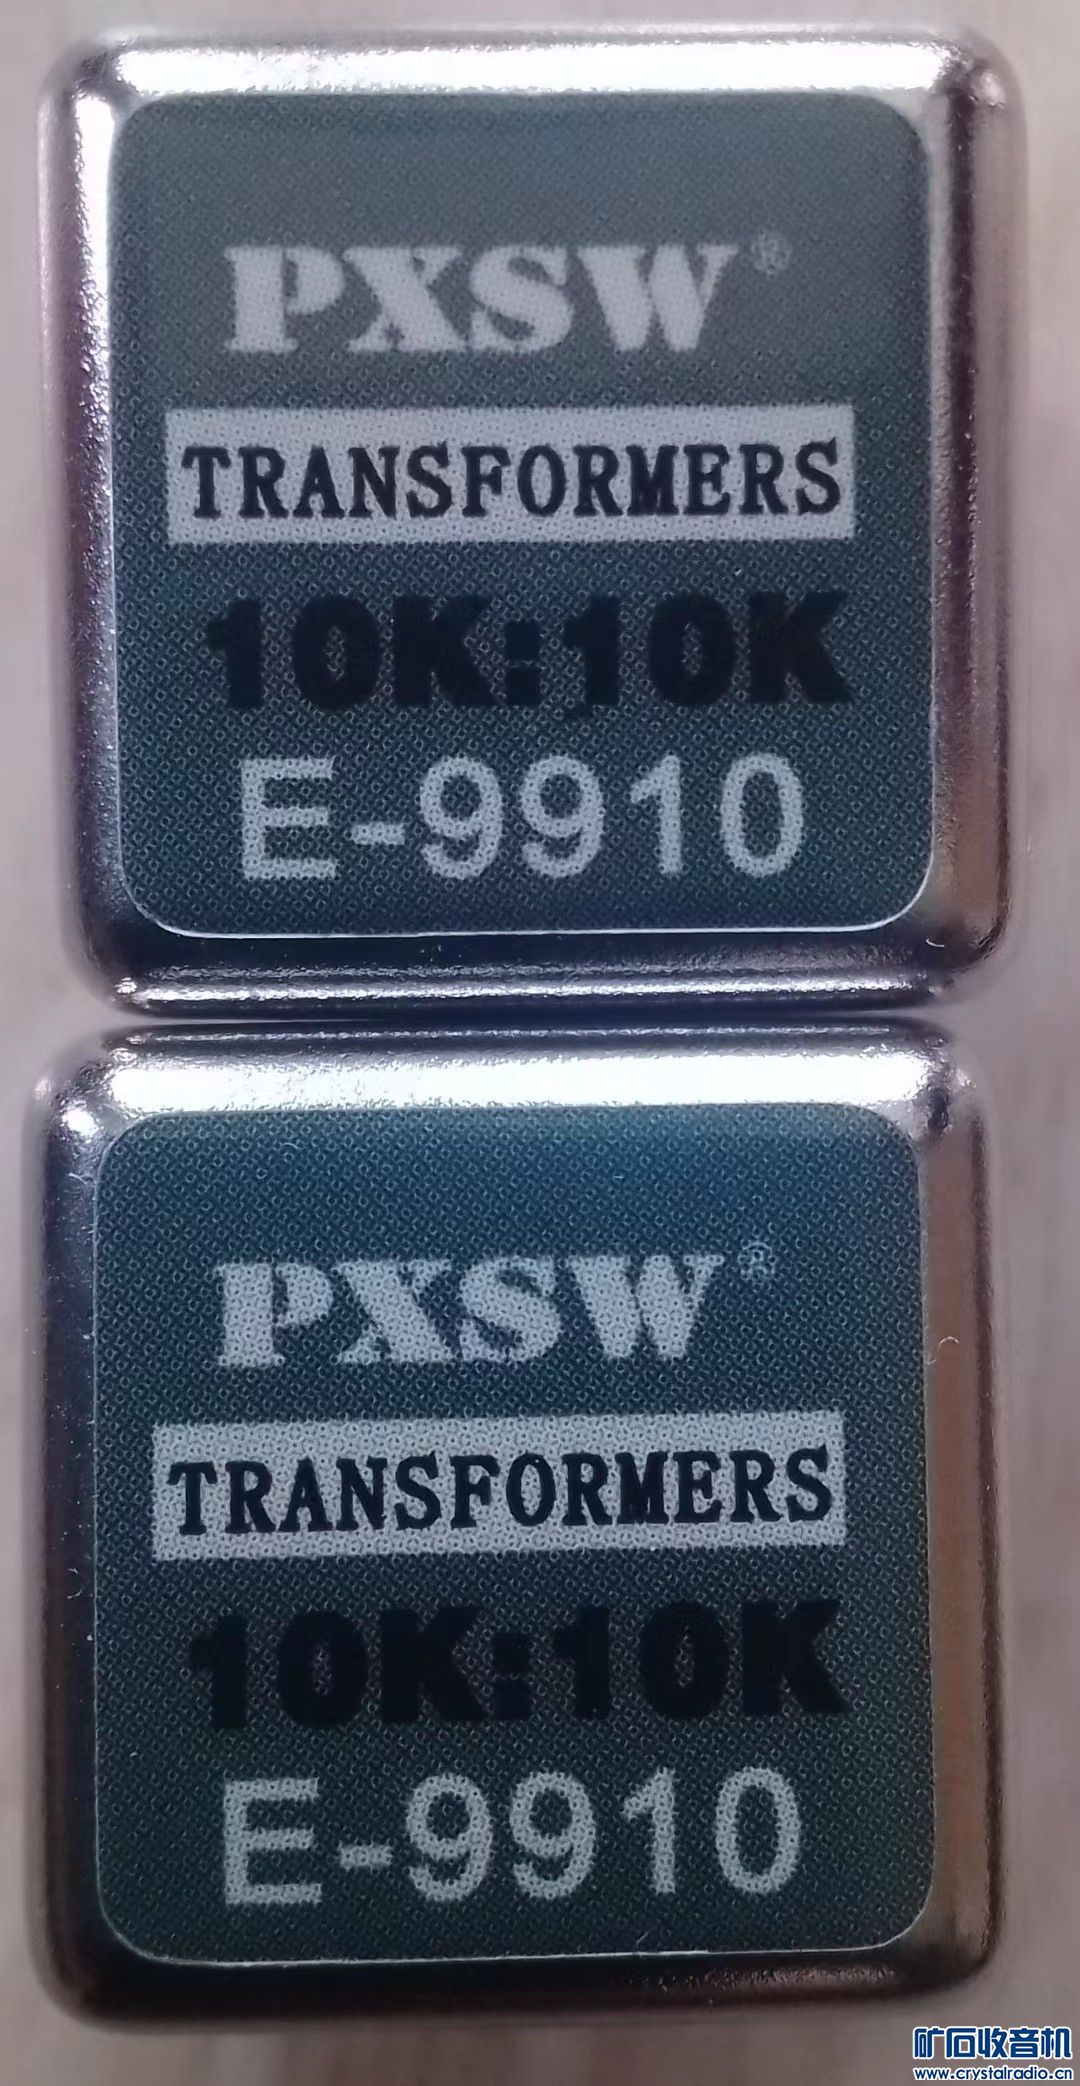 PXSW®
TRANSFORMERS
10K:10K
E-9910
PXSW®
TRANSFORMERS
10K:10K
E-9910
矿石收音机
www.crystalradio.cn